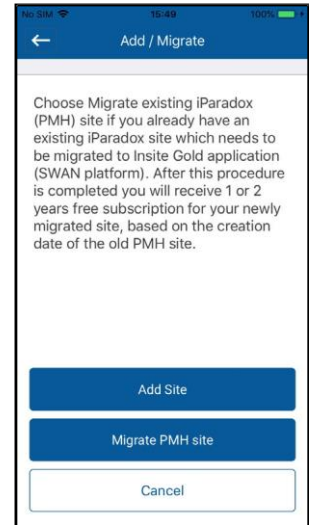 No SIM 15:49 100%
Add / Migrate
Choose Migrate existing iParadox
(PMH) site if you already have an
existing iParadox site which needs to
be migrated to Insite Gold application
(SWAN platform). After this procedure
is completed you will receive 1 or 2
years free subscription for your newly
migrated site, based on the creation
date of the old PMH site.
Add Site
Migrate PMH site
Cancel